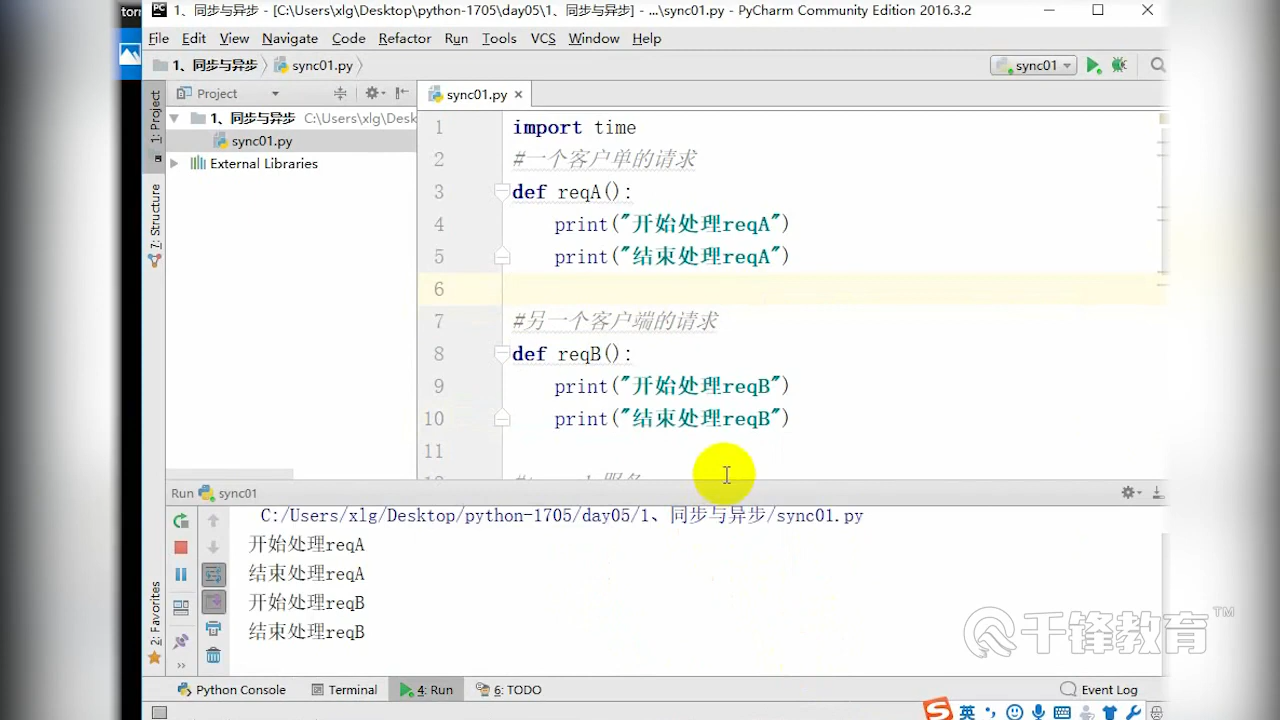 tor
1、同步与异步 - [C:\Users\xlg\Desktop\python-1705\day05\1、同步与异步] - ...\sync01.py - PyCharm Community Edition 2016.3.2
File Edit View Navigate Code Refactor Run Tools VCS Window Help
1、同步与异步 sync01.py sync01
Project sync01.py
1: Project
7: Structure
2: Favorites
1、同步与异步 C:\Users\xlg\Desk
sync01.py
External Libraries
1 import time
2 #一个客户单的请求
3 def reqA():
4 print("开始处理reqA")
5 print("结束处理reqA")
6
7 #另一个客户端的请求
8 def reqB():
9 print("开始处理reqB")
10 print("结束处理reqB")
11
Run sync01
C:/Users/xlg/Desktop/python-1705/day05/1、同步与异步/sync01.py
开始处理reqA
结束处理reqA
开始处理reqB
结束处理reqB
千锋教育™
Python Console Terminal 4: Run 6: TODO Event Log
S 英